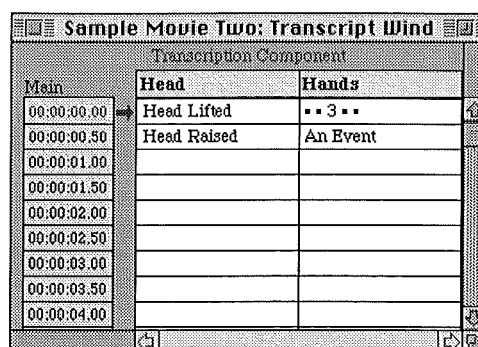 Sample Movie Two: Transcript Wind
Transcription Component
Main Head Hands
00:00:00.00 Head Lifted ▪▪3▪▪
00:00:00.50 Head Raised An Event
00:00:01.00
00:00:01.50
00:00:02.00
00:00:02.50
00:00:03.00
00:00:03.50
00:00:04.00